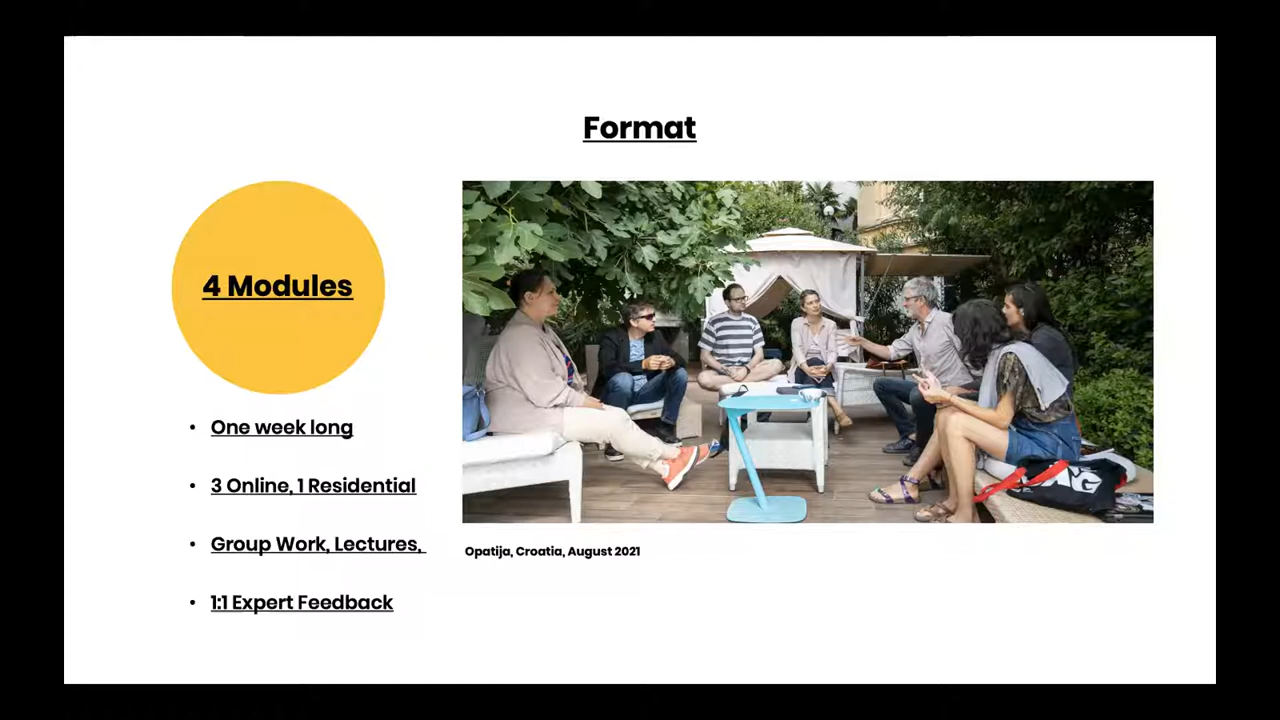 Format
4 Modules
• One week long
• 3 Online, 1 Residential
• Group Work, Lectures,
• 1:1 Expert Feedback
Opatija, Croatia, August 2021